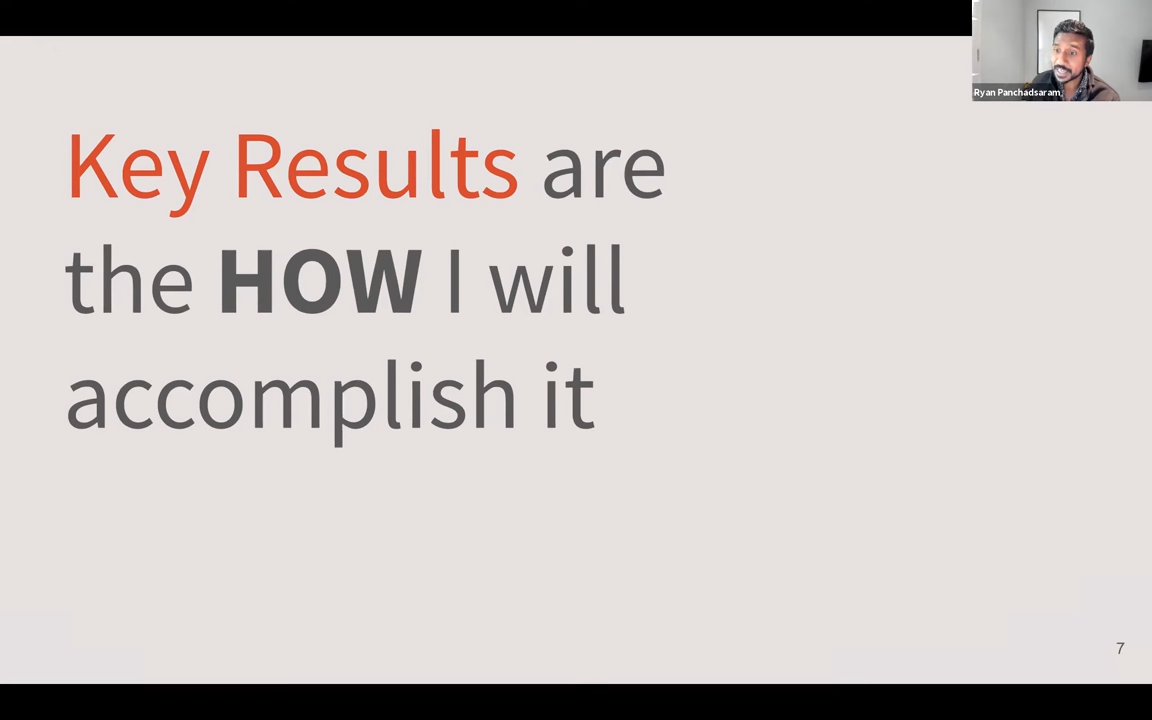 Ryan Panchadsaram
Key Results are
the HOW I will
accomplish it
7